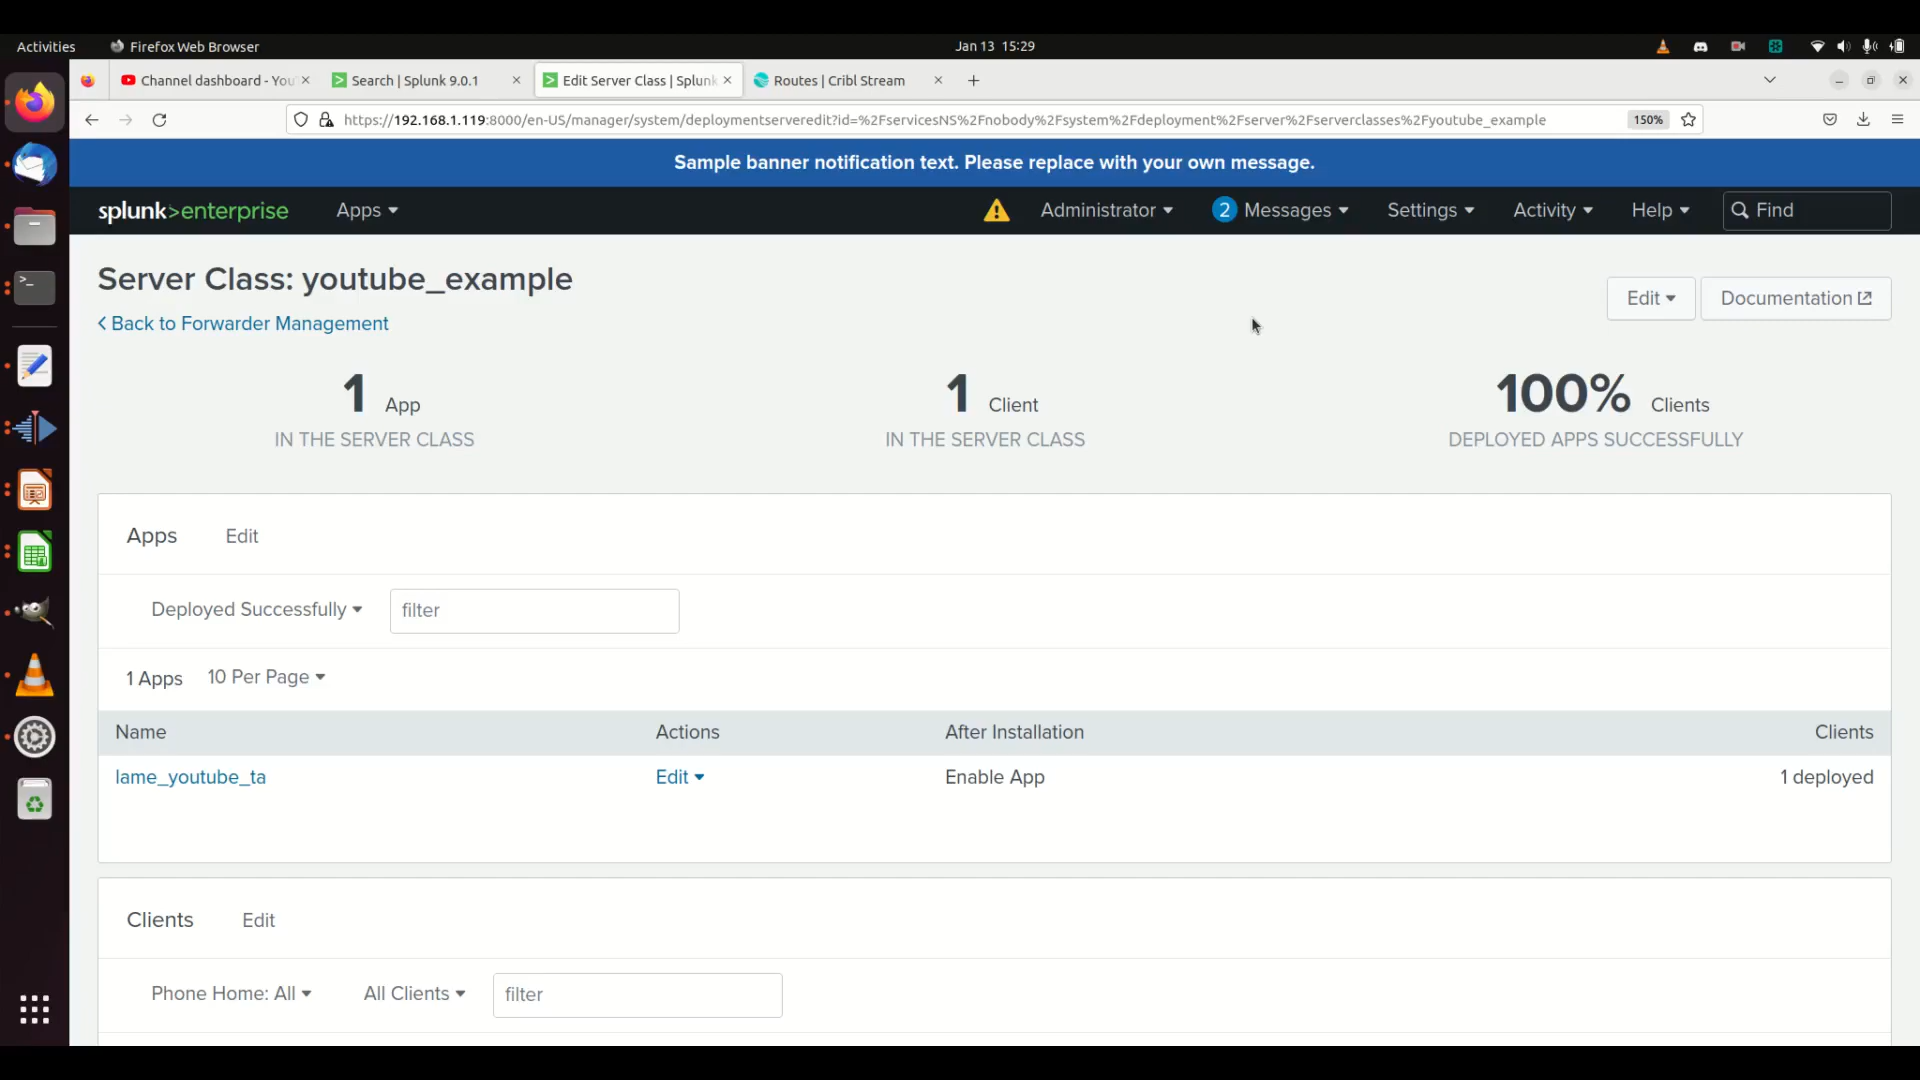 Activities Firefox Web Browser Jan 13 15:29
Channel dashboard - You Search | Splunk 9.0.1 Edit Server Class | Splunk Routes | Cribl Stream
https://192.168.1.119:8000/en-US/manager/system/deploymentserveredit?id=%2FservicesNS%2Fnobody%2Fsystem%2Fdeployment%2Fserver%2Fserverclasses%2Fyoutube_example 150%
Sample banner notification text. Please replace with your own message.
splunk>enterprise Apps Administrator 2 Messages Settings Activity Help Find
Server Class: youtube_example
Edit Documentation
Back to Forwarder Management
1 App 1 Client 100% Clients
IN THE SERVER CLASS IN THE SERVER CLASS DEPLOYED APPS SUCCESSFULLY
Apps Edit
Deployed Successfully filter
1 Apps 10 Per Page
Name Actions After Installation Clients
lame_youtube_ta Edit Enable App 1 deployed
Clients Edit
Phone Home: All All Clients filter